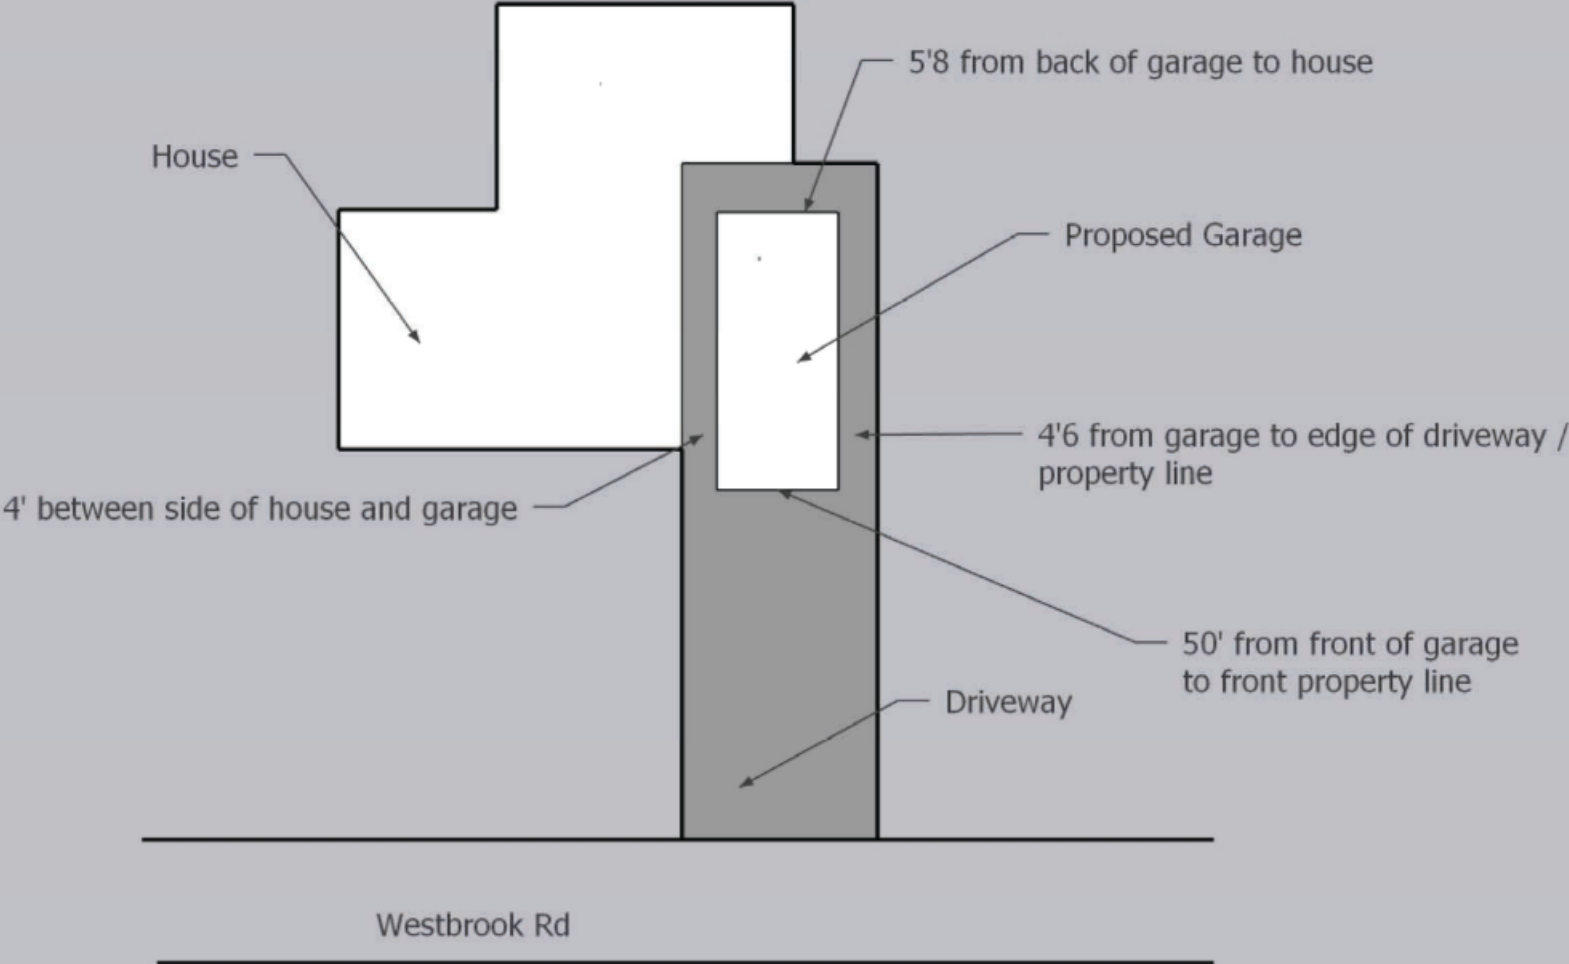 5'8 from back of garage to house
House
Proposed Garage
4'6 from garage to edge of driveway /
property line
4' between side of house and garage
50' from front of garage
to front property line
Driveway
Westbrook Rd